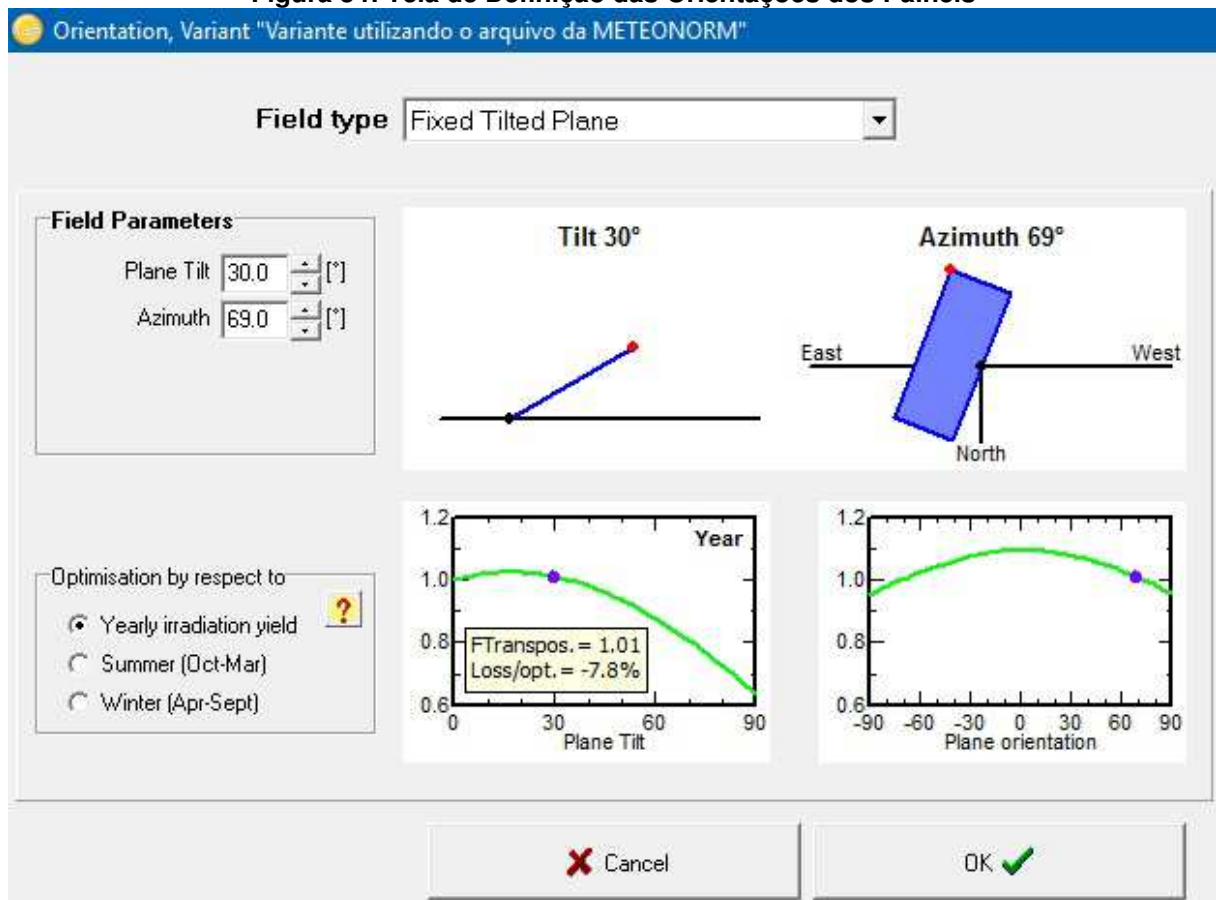 Orientation, Variant "Variante utilizando o arquivo da METEONORM"
Field type Fixed Tilted Plane
Field Parameters
Plane Tilt 30.0 [°]
Azimuth 69.0 [°]
Tilt 30°
Azimuth 69°
East
West
North
Optimisation by respect to
?
Yearly irradiation yield
Summer (Oct-Mar)
Winter (Apr-Sept)
1.2
1.0
0.8
0.6
Year
FTranspos. = 1.01
Loss/opt. = -7.8%
0 30 60 90
Plane Tilt
1.2
1.0
0.8
0.6
-90 -60 -30 0 30 60 90
Plane orientation
Cancel
OK